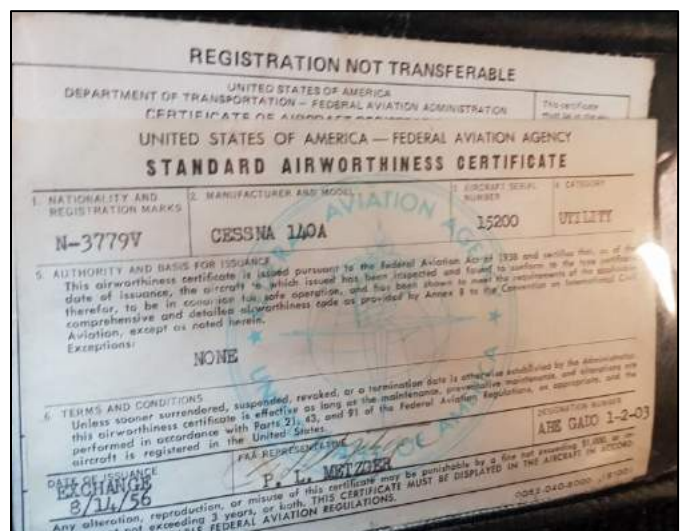 REGISTRATION NOT TRANSFERABLE
UNITED STATES OF AMERICA
DEPARTMENT OF TRANSPORTATION — FEDERAL AVIATION ADMINISTRATION
This certificate
CERTIFICATE OF AIRCRAFT
must be in the
UNITED STATES OF AMERICA — FEDERAL AVIATION AGENCY
STANDARD AIRWORTHINESS CERTIFICATE
1. NATIONALITY AND REGISTRATION MARKS
N-3779V
2. MANUFACTURER AND MODEL
CESSNA 140A
3. AIRCRAFT SERIAL NUMBER
15200
4. CATEGORY
UTILITY
5. AUTHORITY AND BASIS FOR ISSUANCE
This airworthiness certificate is issued pursuant to the Federal Aviation Act of 1958 and certifies that, as of the
date of issuance, the aircraft to which issued has been inspected and found to conform to the type certificate
therefor, to be in condition for safe operation, and has been shown to meet the requirements of the applicable
comprehensive and detailed airworthiness code as provided by Annex 8 to the Convention on International Civil
Aviation, except as noted herein.
Exceptions:
NONE
6. TERMS AND CONDITIONS
Unless sooner surrendered, suspended, revoked, or a termination date is otherwise established by the Administrator,
this airworthiness certificate is effective as long as the maintenance, preventive maintenance, and alterations are
performed in accordance with Parts 21, 43, and 91 of the Federal Aviation Regulations, as appropriate, and the
aircraft is registered in the United States.
DATE OF ISSUANCE
EXCHANGE
8/14/56
FAA REPRESENTATIVE
P. L. METZGER
DESIGNATION NUMBER
GADO 1-2-03
Any alteration, reproduction, or misuse of this certificate may be punishable by a fine not exceeding $1,000, or
not exceeding 3 years, or both. THIS CERTIFICATE MUST BE DISPLAYED IN THE AIRCRAFT IN ACCORD-
FEDERAL AVIATION REGULATIONS.